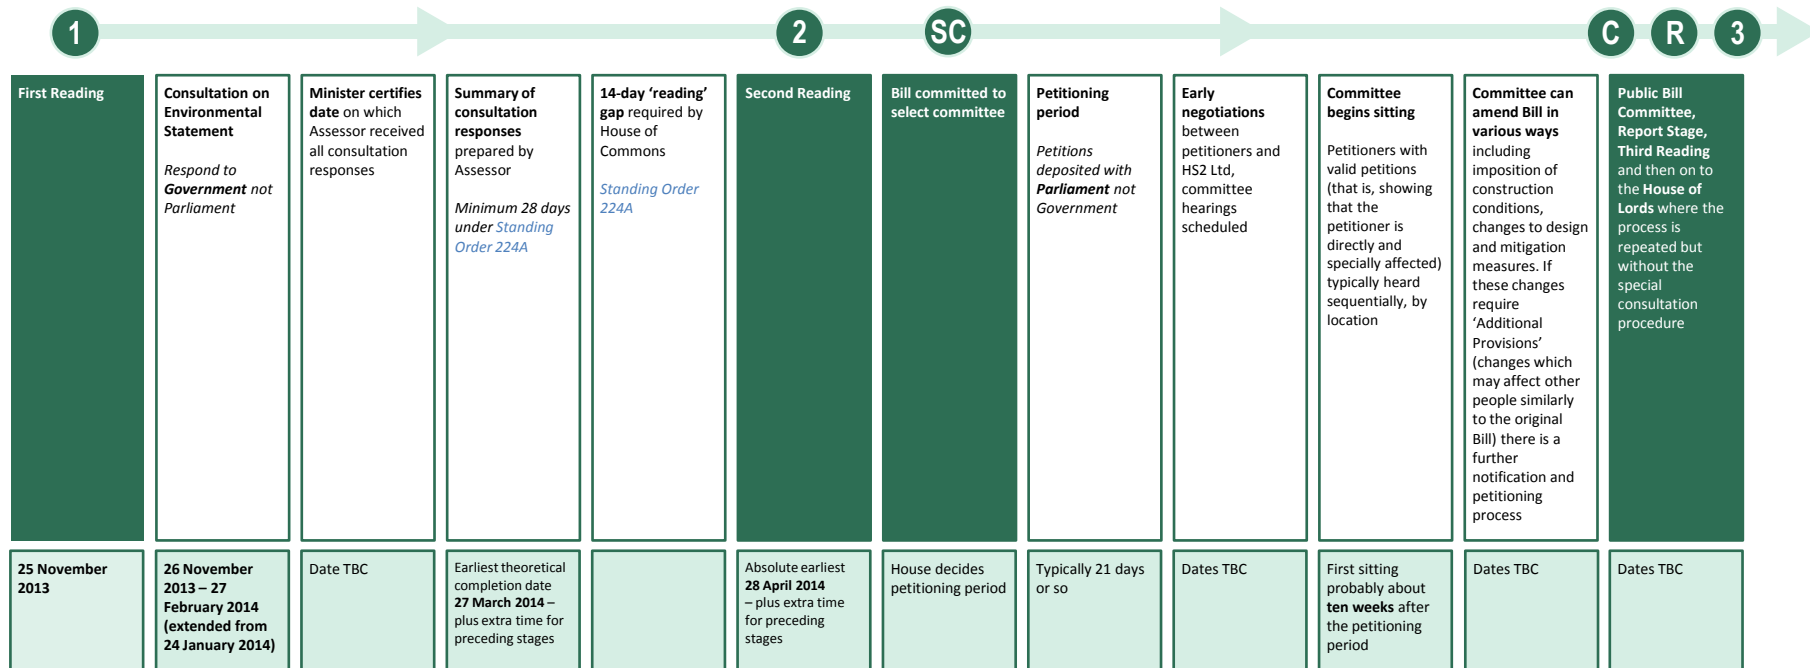 1
2
SC
C
R
3
First Reading
Consultation on
Environmental
Statement
Respond to
Government not
Parliament
Minister certifies
date on which
Assessor received
all consultation
responses
Summary of
consultation
responses
prepared by
Assessor
Minimum 28 days
under Standing
Order 224A
14-day ‘reading’
gap required by
House of
Commons
Standing Order
224A
Second Reading
Bill committed to
select committee
Petitioning
period
Petitions
deposited with
Parliament not
Government
Early
negotiations
between
petitioners and
HS2 Ltd,
committee
hearings
scheduled
Committee
begins sitting
Petitioners with
valid petitions
(that is, showing
that the
petitioner is
directly and
specially affected)
typically heard
sequentially, by
location
Committee can
amend Bill in
various ways
including
imposition of
construction
conditions,
changes to design
and mitigation
measures. If
these changes
require
‘Additional
Provisions’
(changes which
may affect other
people similarly
to the original
Bill) there is a
further
notification and
petitioning
process
Public Bill
Committee,
Report Stage,
Third Reading
and then on to
the House of
Lords where the
process is
repeated but
without the
special
consultation
procedure
25 November
2013
26 November
2013 – 27
February 2014
(extended from
24 January 2014)
Date TBC
Earliest theoretical
completion date
27 March 2014 –
plus extra time for
preceding stages
Absolute earliest
28 April 2014
– plus extra time
for preceding
stages
House decides
petitioning period
Typically 21 days
or so
Dates TBC
First sitting
probably about
ten weeks after
the petitioning
period
Dates TBC
Dates TBC